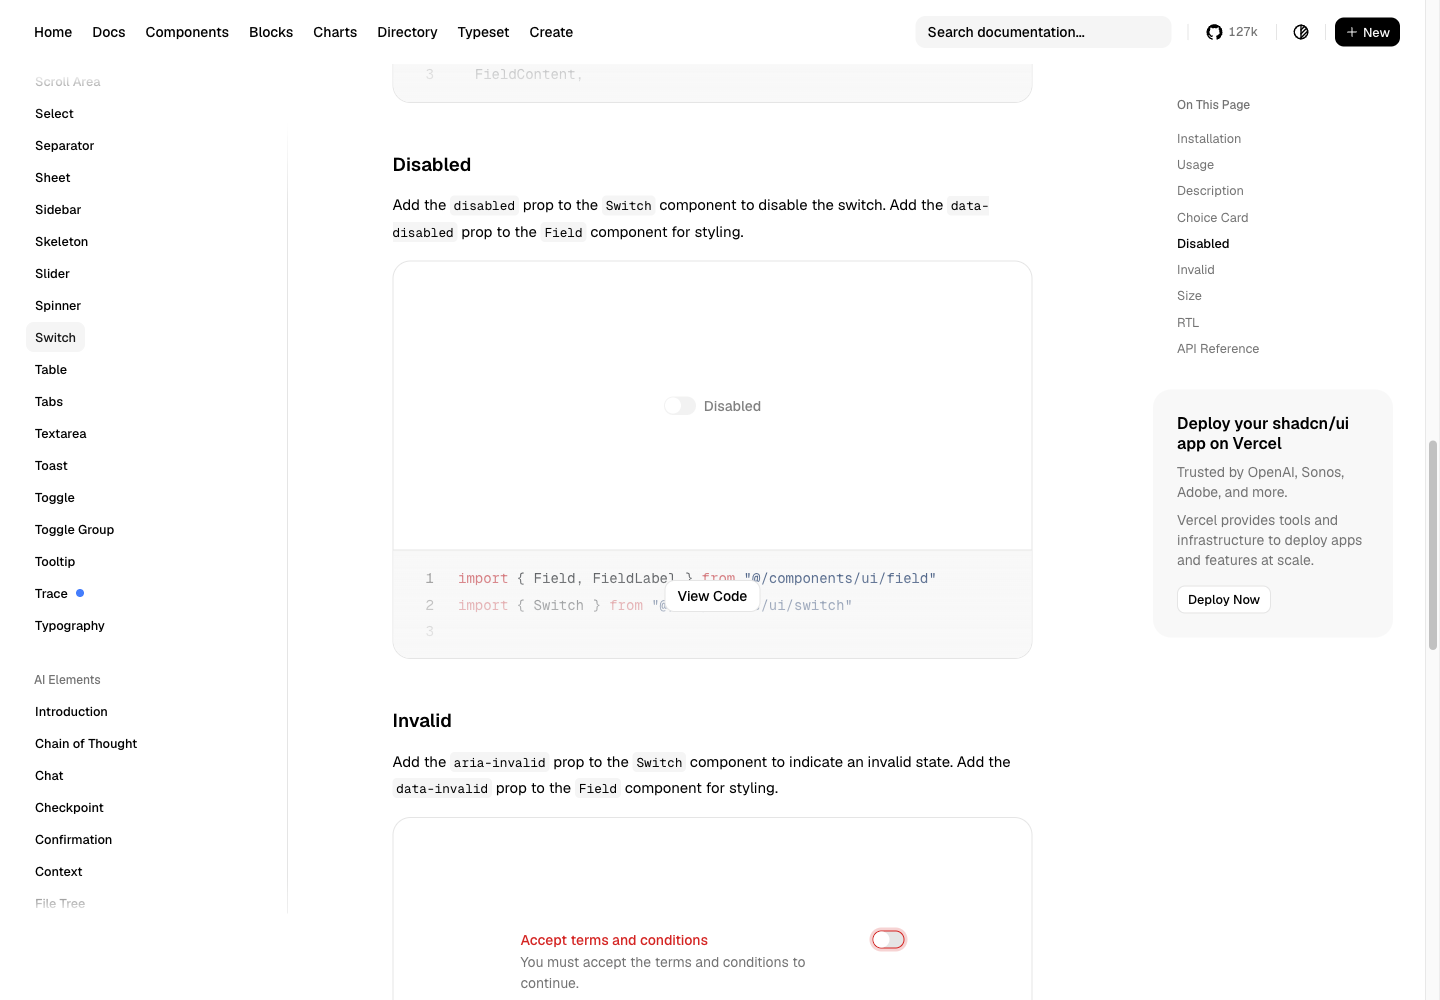 Home Docs Components Blocks Charts Directory Typeset Create
Search documentation...
127k
New
Scroll Area
Select
Separator
Sheet
Sidebar
Skeleton
Slider
Spinner
Switch
Table
Tabs
Textarea
Toast
Toggle
Toggle Group
Tooltip
Trace
Typography
AI Elements
Introduction
Chain of Thought
Chat
Checkpoint
Confirmation
Context
File Tree
3 FieldContent,
Disabled
Add the disabled prop to the Switch component to disable the switch. Add the data-
disabled prop to the Field component for styling.
Disabled
1 import { Field, FieldLabel } from "@/components/ui/field"
2 import { Switch } from "@ /ui/switch"
3
View Code
Invalid
Add the aria-invalid prop to the Switch component to indicate an invalid state. Add the
data-invalid prop to the Field component for styling.
Accept terms and conditions
You must accept the terms and conditions to
continue.
On This Page
Installation
Usage
Description
Choice Card
Disabled
Invalid
Size
RTL
API Reference
Deploy your shadcn/ui
app on Vercel
Trusted by OpenAI, Sonos,
Adobe, and more.
Vercel provides tools and
infrastructure to deploy apps
and features at scale.
Deploy Now